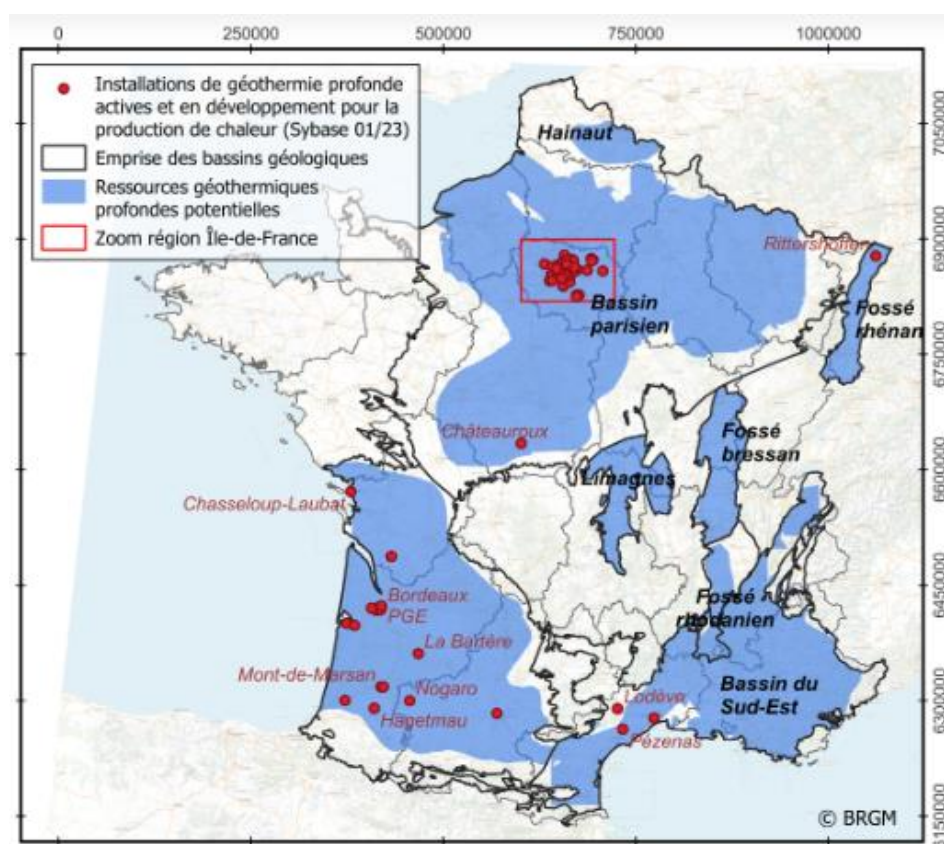 0 250000 500000 750000 1000000
Installations de géothermie profonde
actives et en développement pour la
production de chaleur (Sybase 01/23)
Emprise des bassins géologiques
Ressources géothermiques
profondes potentielles
Zoom région Île-de-France
Hainaut
7050000
6900000
Rittershoffen
Bassin
parisien
Fossé
rhénan
6750000
Châteauroux
Fossé
bressan
6600000
Limagnes
Chasseloup-Laubat
6450000
Bordeaux
PGE
Fossé
rhodanien
La Bartère
Mont-de-Marsan
Nogaro
Hagetmau
Lodève
Bassin du
Sud-Est
6300000
Pézenas
6150000
© BRGM